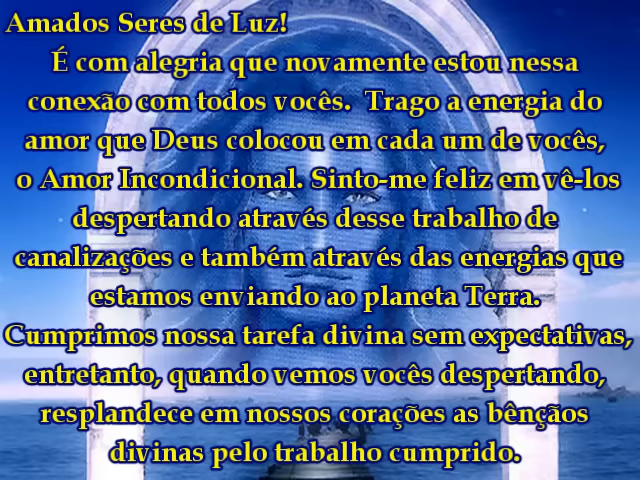 Amados Seres de Luz!
É com alegria que novamente estou nessa
conexão com todos vocês. Trago a energia do
amor que Deus colocou em cada um de vocês,
o Amor Incondicional. Sinto-me feliz em vê-los
despertando através desse trabalho de
canalizações e também através das energias que
estamos enviando ao planeta Terra.
Cumprimos nossa tarefa divina sem expectativas,
entretanto, quando vemos vocês despertando,
resplandece em nossos corações as bênçãos
divinas pelo trabalho cumprido.